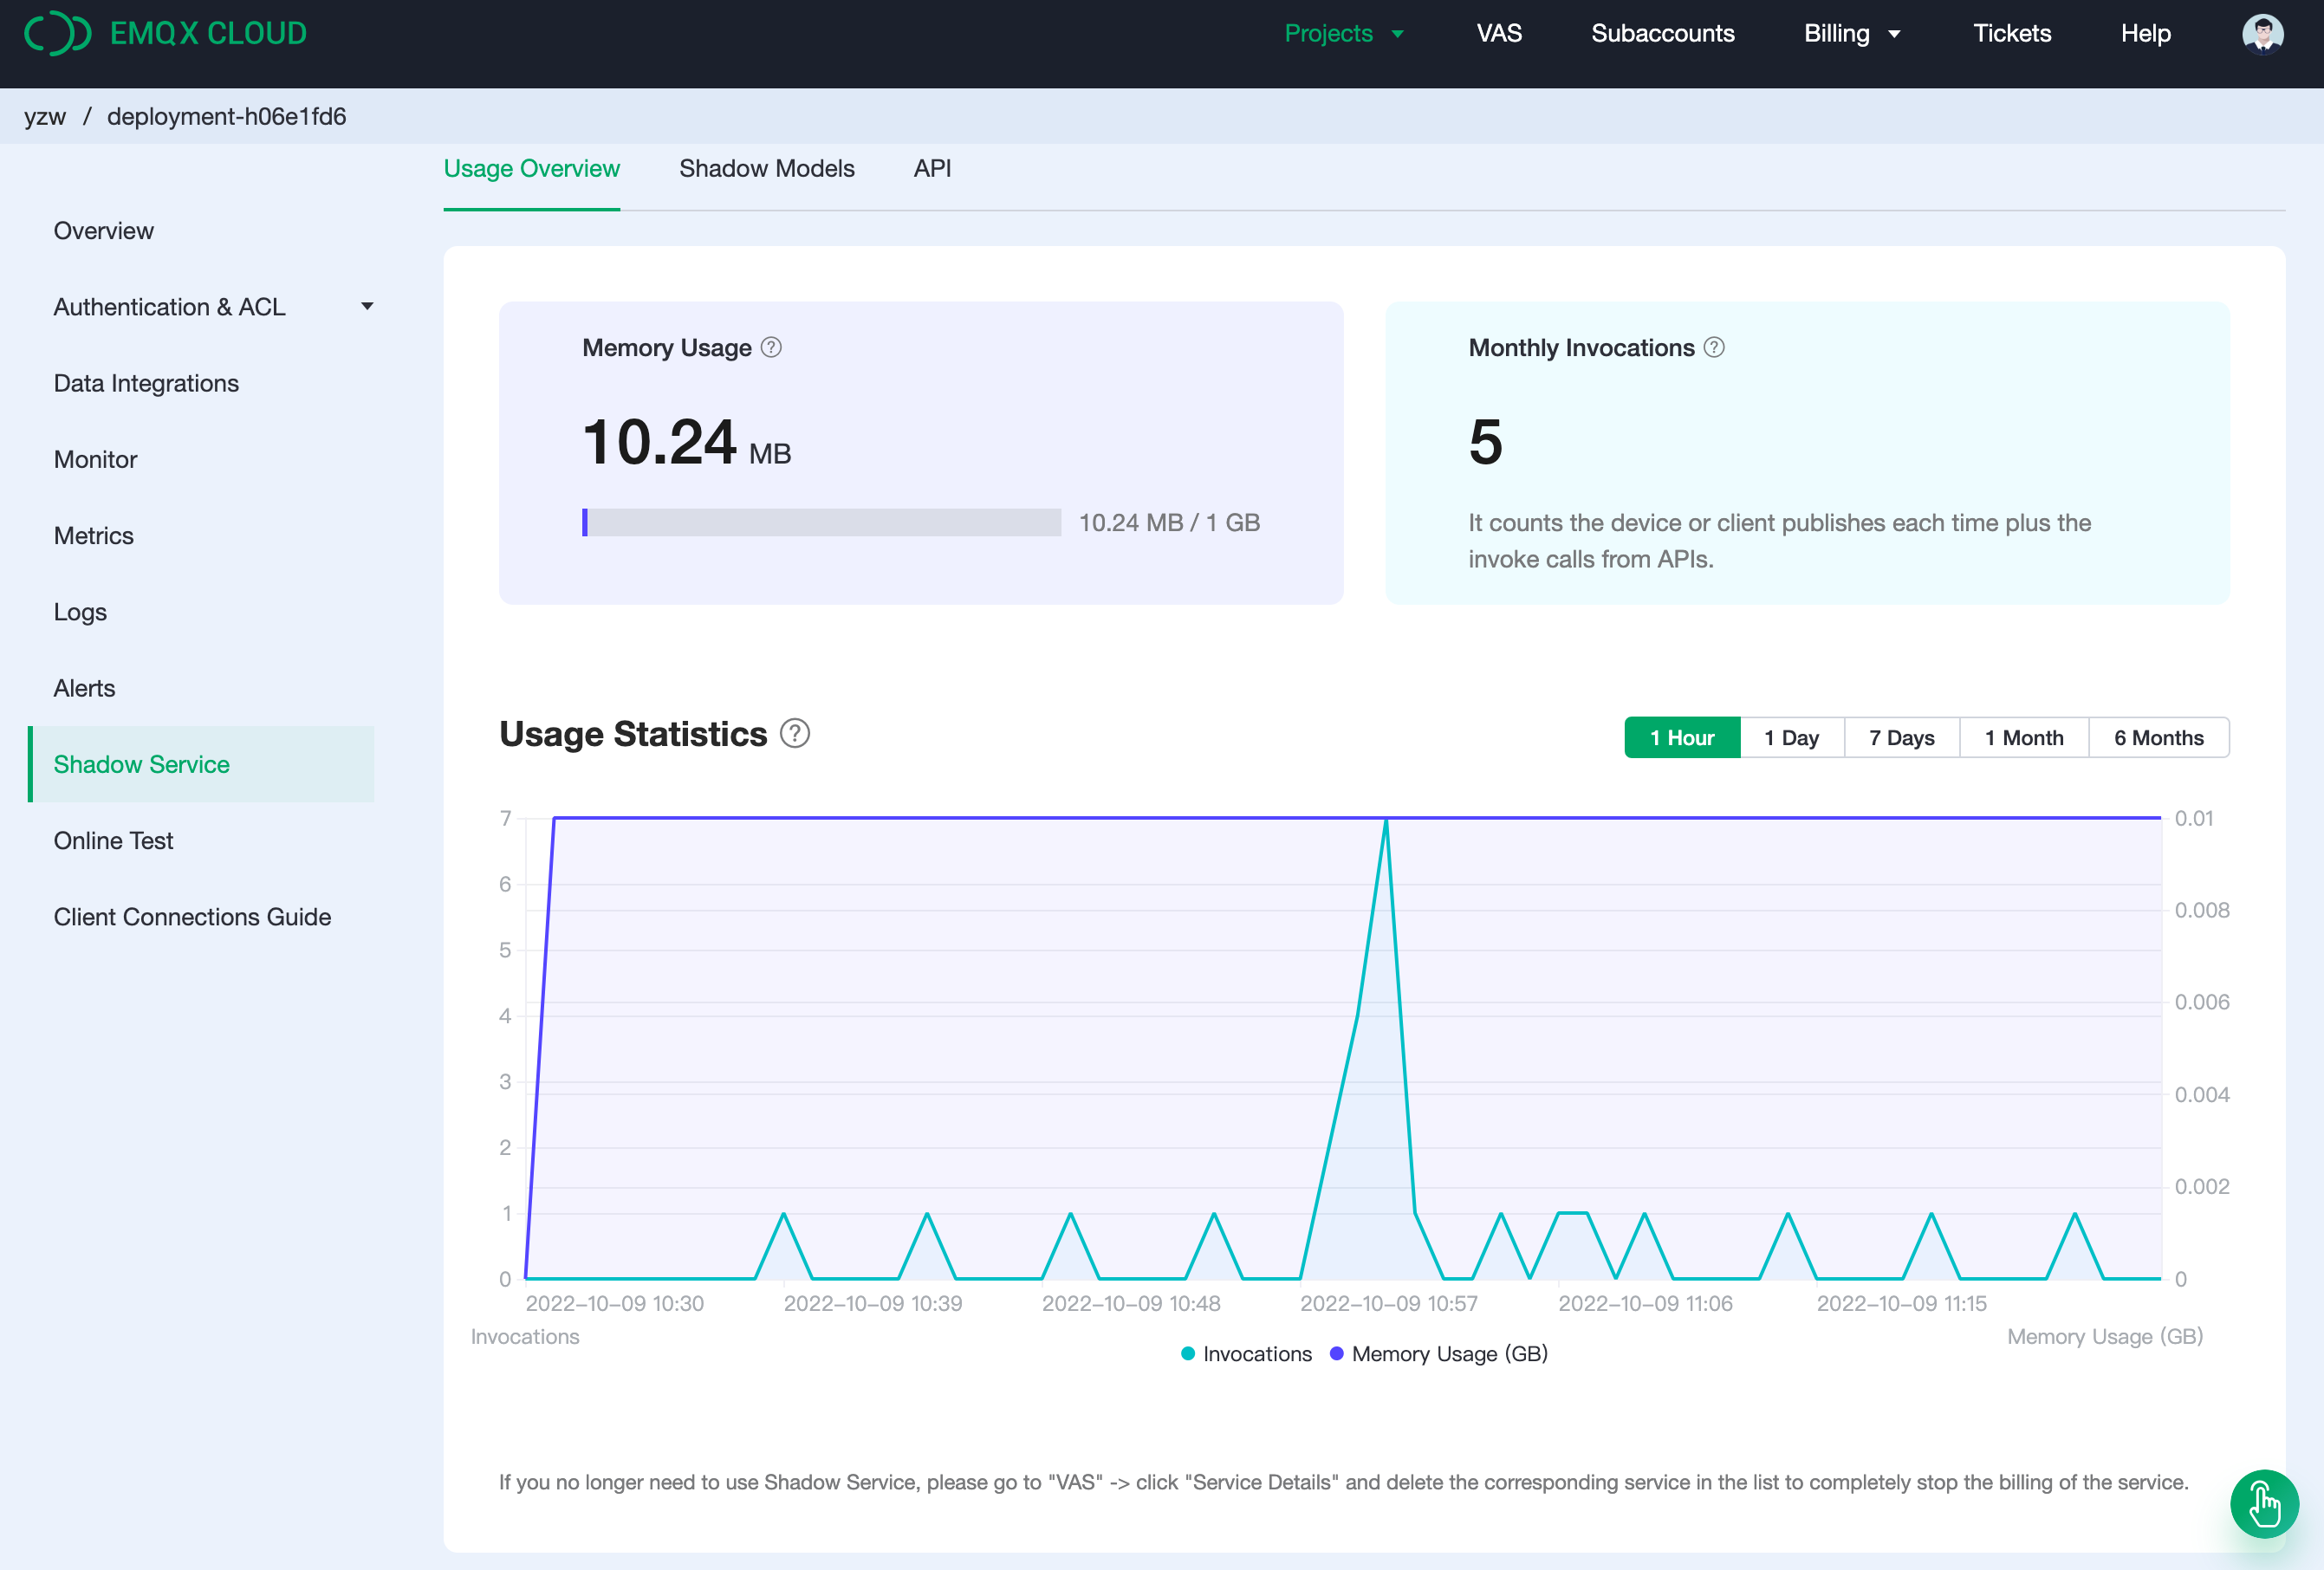 EMQX CLOUD
Projects
VAS
Subaccounts
Billing
Tickets
Help
yzw / deployment-h06e1fd6
Usage Overview
Shadow Models
API
Overview
Authentication & ACL
Data Integrations
Monitor
Metrics
Logs
Alerts
Shadow Service
Online Test
Client Connections Guide
Memory Usage ?
10.24 MB
10.24 MB / 1 GB
Monthly Invocations ?
5
It counts the device or client publishes each time plus the
invoke calls from APIs.
Usage Statistics ?
1 Hour
1 Day
7 Days
1 Month
6 Months
7
6
5
4
3
2
1
0
0.01
0.008
0.006
0.004
0.002
0
2022-10-09 10:30
2022-10-09 10:39
2022-10-09 10:48
2022-10-09 10:57
2022-10-09 11:06
2022-10-09 11:15
Invocations
Memory Usage (GB)
Invocations
Memory Usage (GB)
If you no longer need to use Shadow Service, please go to "VAS" -> click "Service Details" and delete the corresponding service in the list to completely stop the billing of the service.